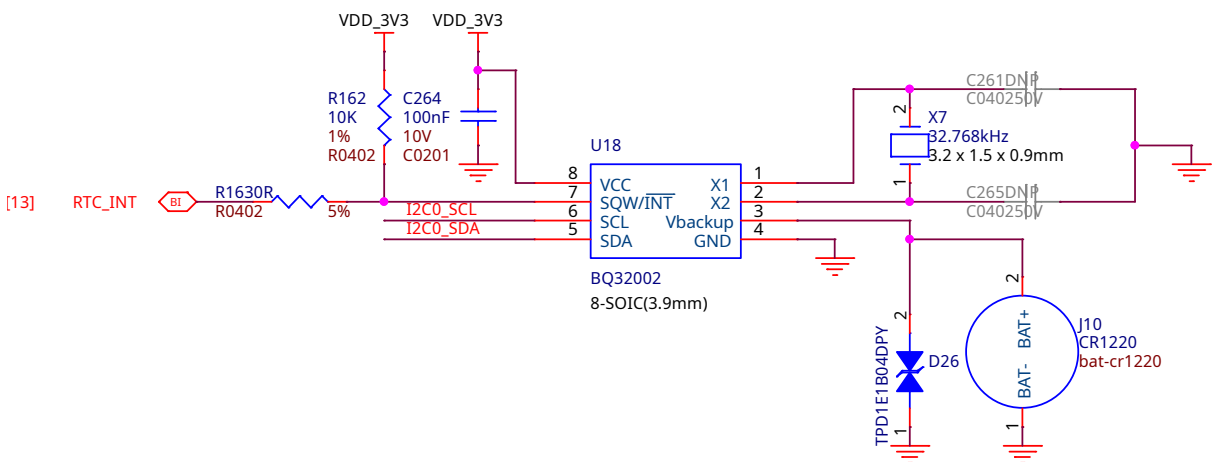 VDD_3V3
VDD_3V3
R162
10K
1%
R0402
C264
100nF
10V
C0201
[13]
RTC_INT
BI
R1630R
R0402
5%
I2C0_SCL
I2C0_SDA
U18
8
7
6
5
VCC
SQW/INT
SCL
SDA
X1
X2
Vbackup
GND
1
2
3
4
BQ32002
8-SOIC(3.9mm)
C261DNP
C040250V
2
X7
32.768kHz
3.2 x 1.5 x 0.9mm
1
C265DNP
C040250V
2
TPD1E1B04DPY
D26
1
2
BAT+
BAT-
1
J10
CR1220
bat-cr1220